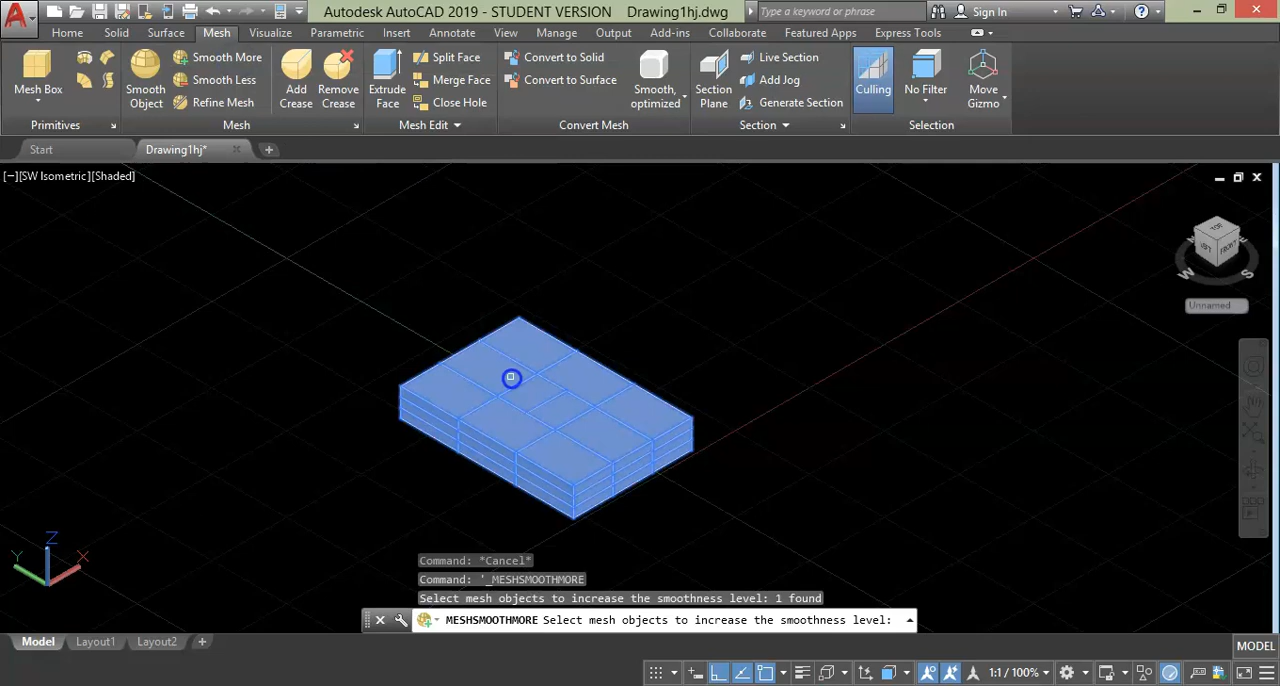 Autodesk AutoCAD 2019 - STUDENT VERSION Drawing1hj.dwg
Type a keyword or phrase
Sign In
Home Solid Surface Mesh Visualize Parametric Insert Annotate View Manage Output Add-ins Collaborate Featured Apps Express Tools
Mesh Box
Primitives
Smooth Object
Smooth More
Smooth Less
Refine Mesh
Mesh
Add Crease
Remove Crease
Extrude Face
Split Face
Merge Face
Close Hole
Mesh Edit
Convert to Solid
Convert to Surface
Smooth, optimized
Convert Mesh
Section Plane
Live Section
Add Jog
Generate Section
Section
Culling
No Filter
Move Gizmo
Selection
Start
Drawing1hj*
[−][SW Isometric][Shaded]
TOP
LEFT
FRONT
W
S
Unnamed
Z
Y
X
Command: *Cancel*
Command: '_MESHSMOOTHMORE
Select mesh objects to increase the smoothness level: 1 found
MESHSMOOTHMORE Select mesh objects to increase the smoothness level:
Model Layout1 Layout2
MODEL
1:1 / 100%